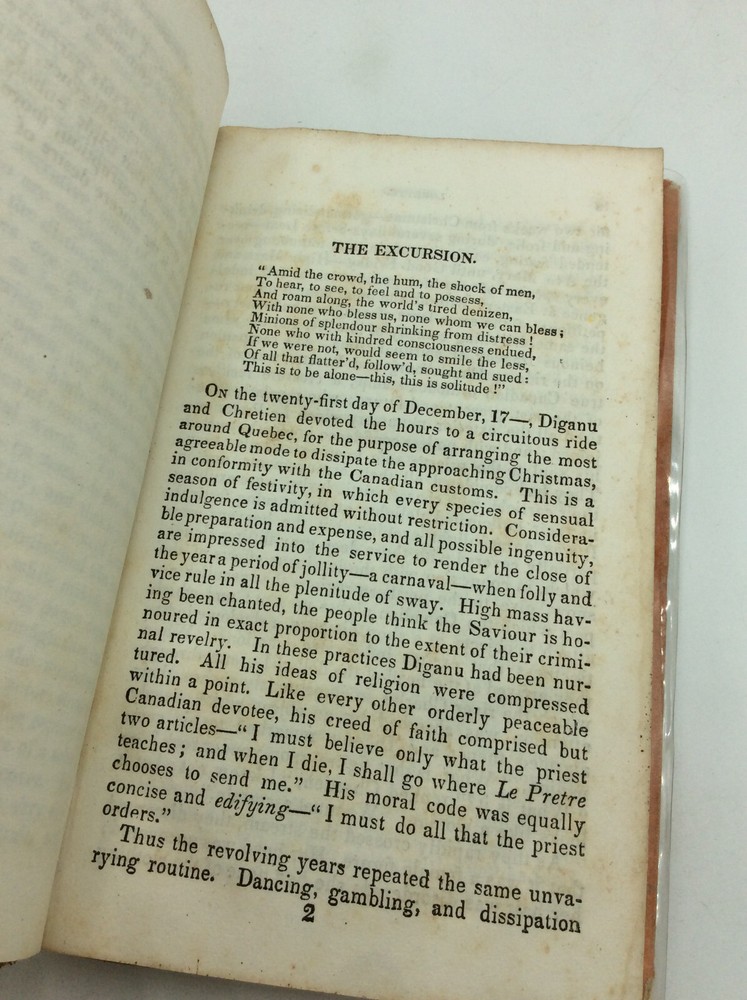 THE EXCURSION.
"Amid the crowd, the hum, the shock of men,
To hear, to see, to feel and to possess,
And roam along, the world's tired denizen,
With none who bless us, none whom we can bless;
Minions of splendour shrinking from distress!
None who with kindred consciousness endued,
If we were not, would seem to smile the less,
Of all that flatter'd, follow'd, sought and sued:
This is to be alone—this, this is solitude!"
ON the twenty-first day of December, 17—, Diganu
and Chretien devoted the hours to a circuitous ride
around Quebec, for the purpose of arranging the most
agreeable mode to dissipate the approaching Christmas,
in conformity with the Canadian customs. This is a
season of festivity, in which every species of sensual
indulgence is admitted without restriction. Considera-
ble preparation and expense, and all possible ingenuity,
are impressed into the service to render the close of
the year a period of jollity—a carnaval—when folly and
vice rule in all the plenitude of sway. High mass hav-
ing been chanted, the people think the Saviour is ho-
noured in exact proportion to the extent of their crimi-
nal revelry. In these practices Diganu had been nur-
tured. All his ideas of religion were compressed
within a point. Like every other orderly peaceable
Canadian devotee, his creed of faith comprised but
two articles—"I must believe only what the priest
teaches; and when I die, I shall go where Le Pretre
chooses to send me." His moral code was equally
concise and edifying—"I must do all that the priest
orders."
Thus the revolving years repeated the same unva-
rying routine. Dancing, gambling, and dissipation
2